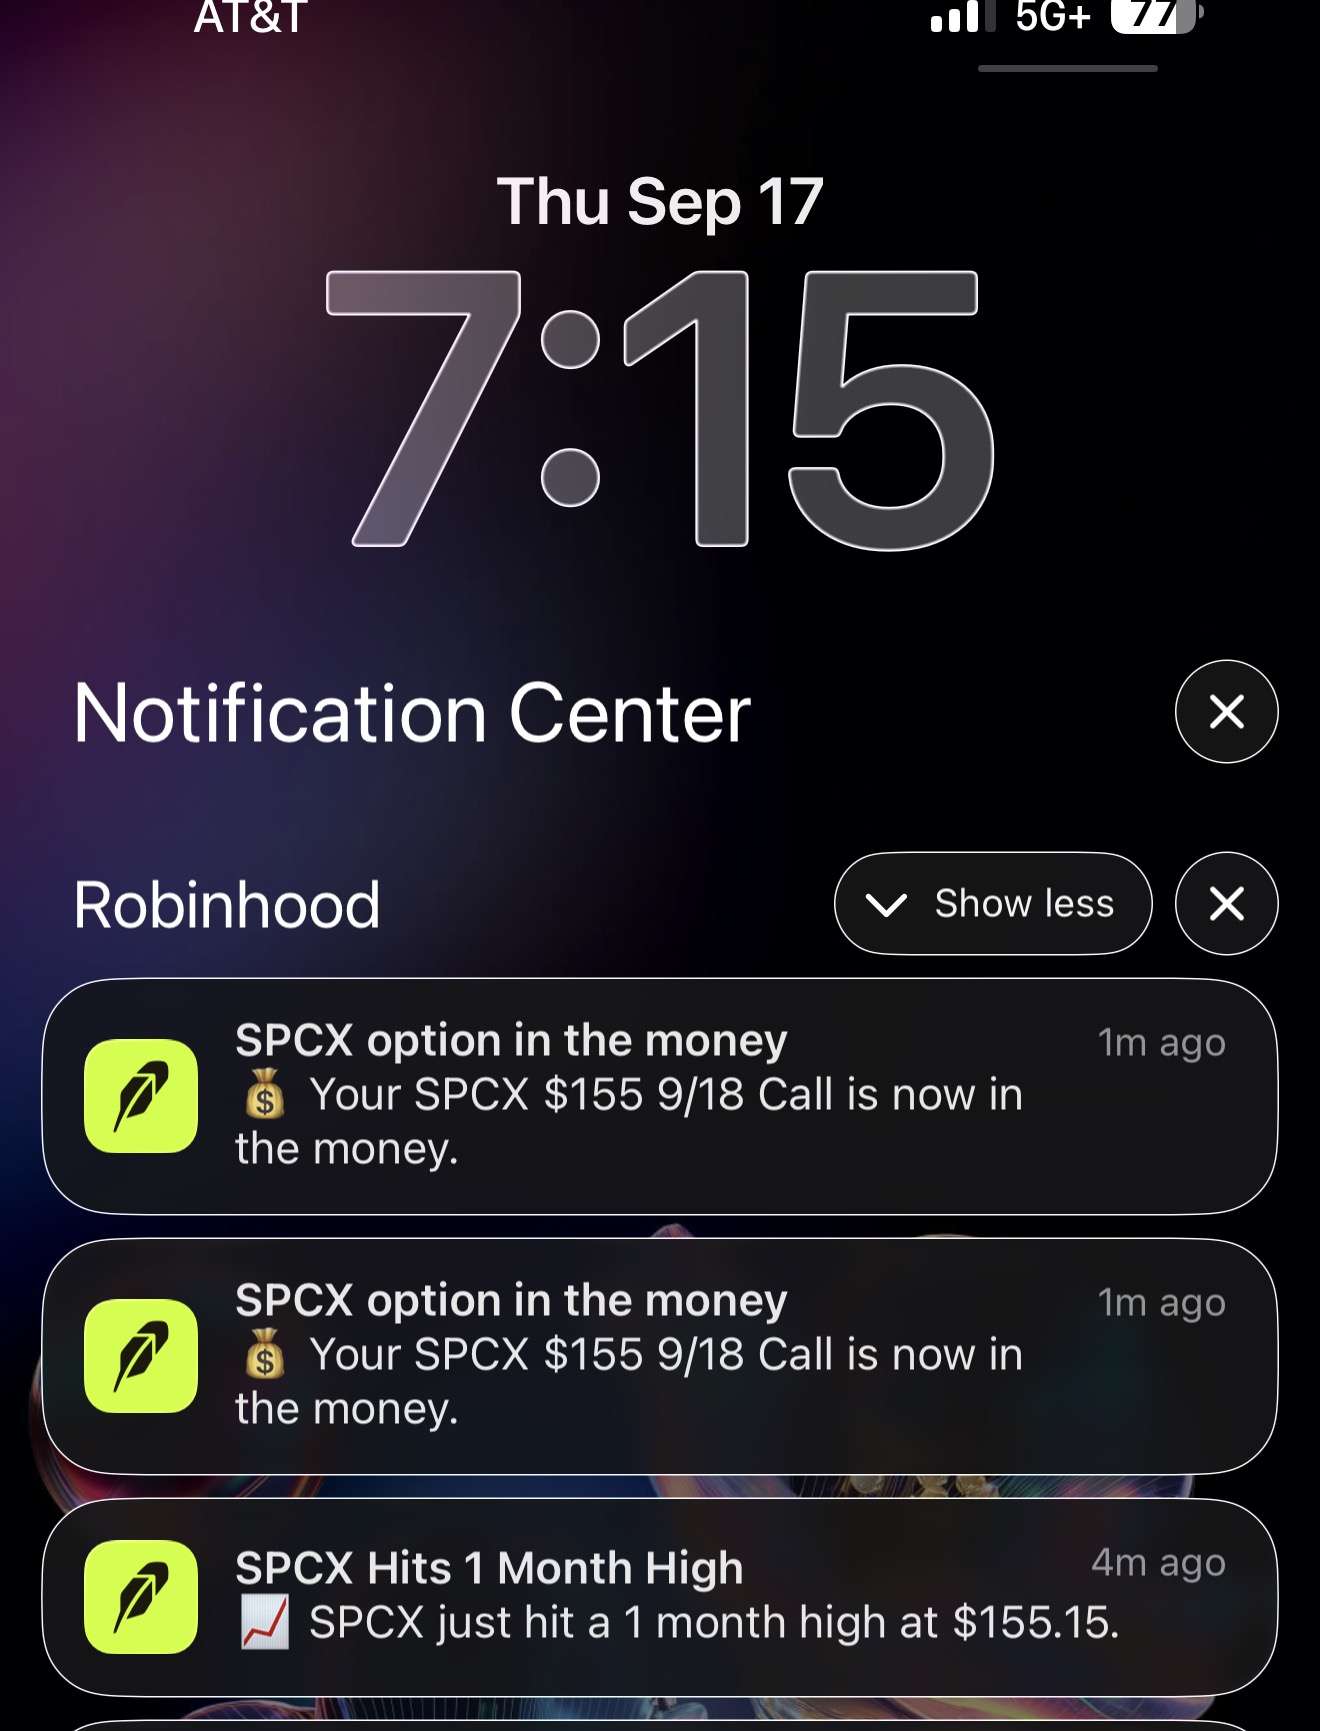 AT&T 5G+ 77
Thu Sep 17
7:15
Notification Center
Robinhood
Show less
SPCX option in the money
1m ago
💰 Your SPCX $155 9/18 Call is now in
the money.
SPCX option in the money
1m ago
💰 Your SPCX $155 9/18 Call is now in
the money.
SPCX Hits 1 Month High
4m ago
📈 SPCX just hit a 1 month high at $155.15.